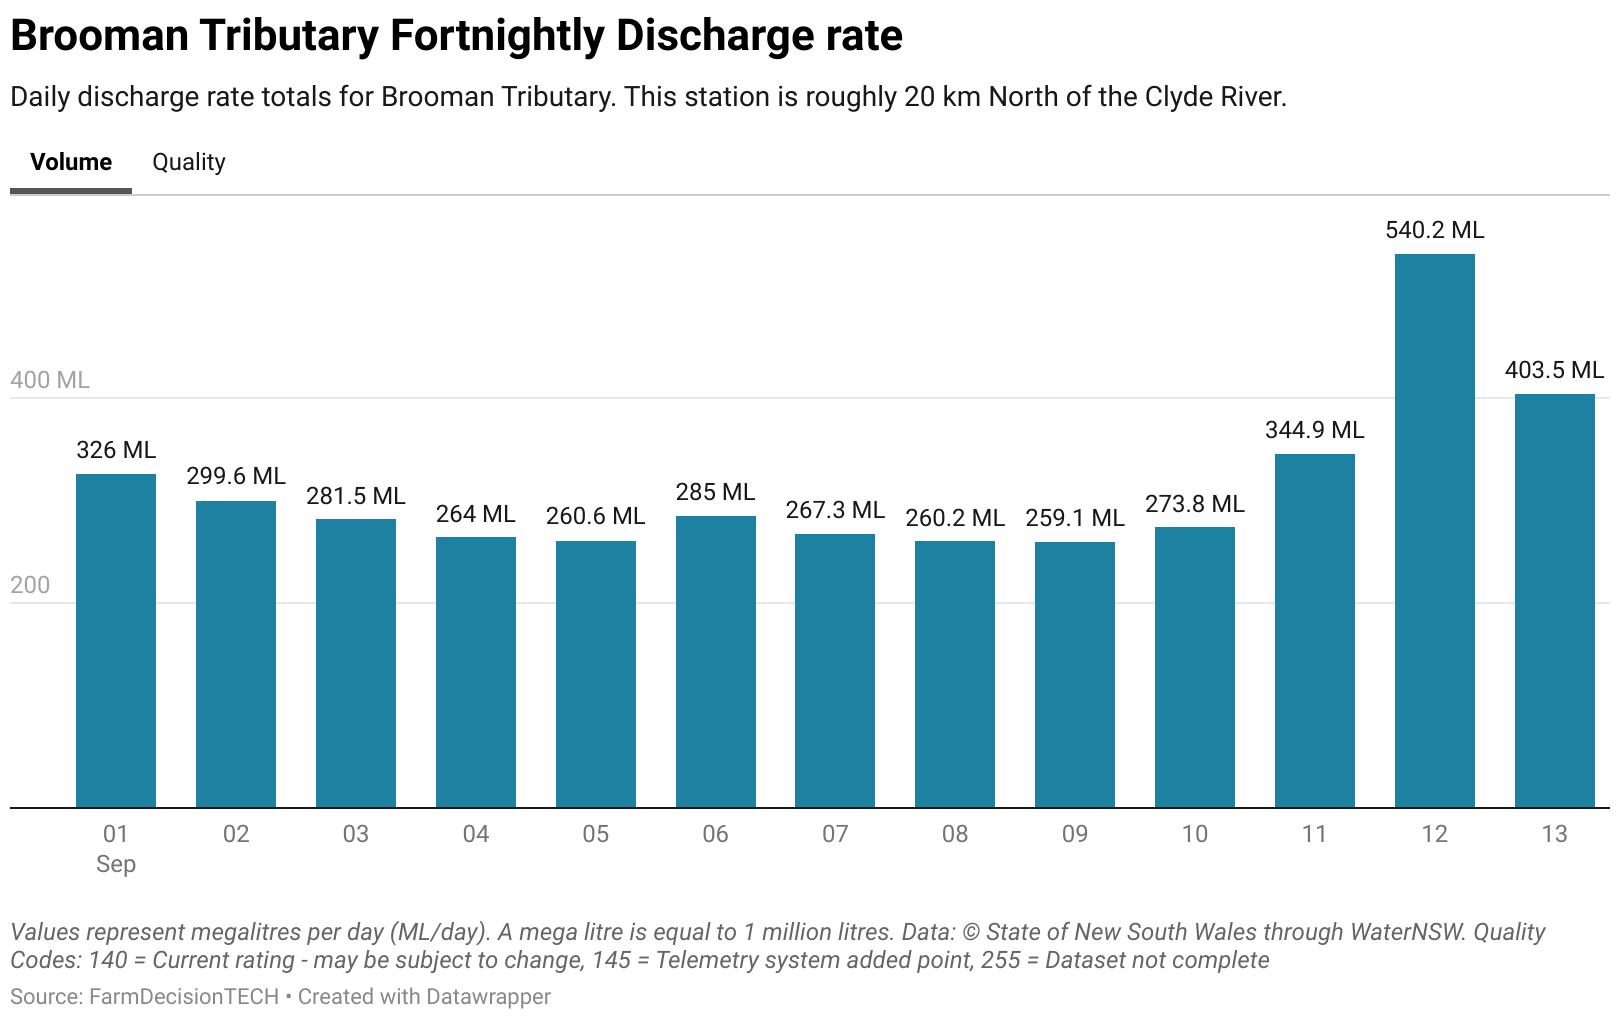 Brooman Tributary Fortnightly Discharge rate
Daily discharge rate totals for Brooman Tributary. This station is roughly 20 km North of the Clyde River.
Volume Quality
540.2 ML
400 ML
403.5 ML
344.9 ML
326 ML
299.6 ML
281.5 ML
264 ML
260.6 ML
285 ML
267.3 ML
260.2 ML
259.1 ML
273.8 ML
200
01 02 03 04 05 06 07 08 09 10 11 12 13
Sep
Values represent megalitres per day (ML/day). A mega litre is equal to 1 million litres. Data: © State of New South Wales through WaterNSW. Quality
Codes: 140 = Current rating - may be subject to change, 145 = Telemetry system added point, 255 = Dataset not complete
Source: FarmDecisionTECH • Created with Datawrapper